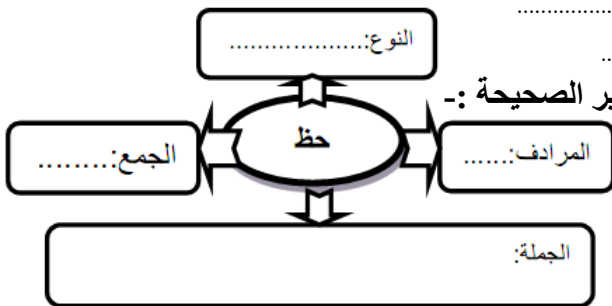 ..................
..
النوع:...................
ير الصحيحة :-
حظ
المرادف:......
الجمع:.........
الجملة: